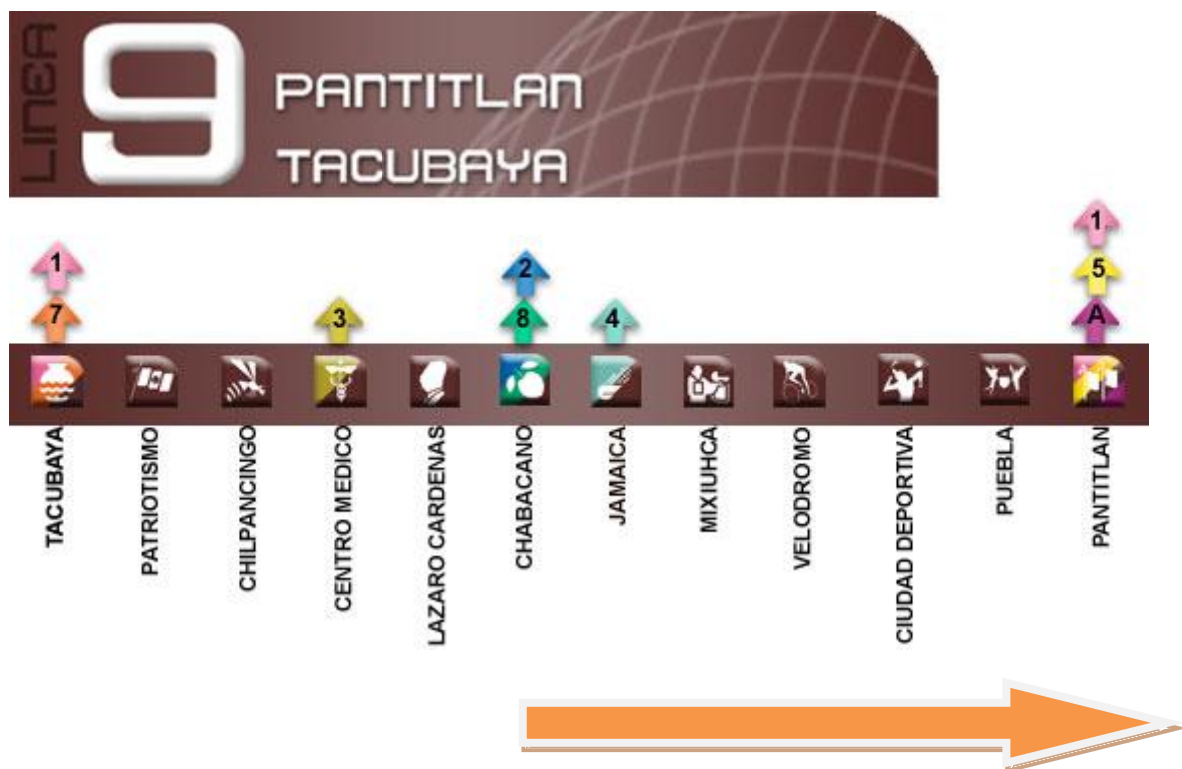 LINEA
9
PANTITLAN
TACUBAYA
1
7
3
2
8
4
1
5
A
TACUBAYA
PATRIOTISMO
CHILPANCINGO
CENTRO MEDICO
LAZARO CARDENAS
CHABACANO
JAMAICA
MIXIUHCA
VELODROMO
CIUDAD DEPORTIVA
PUEBLA
PANTITLAN